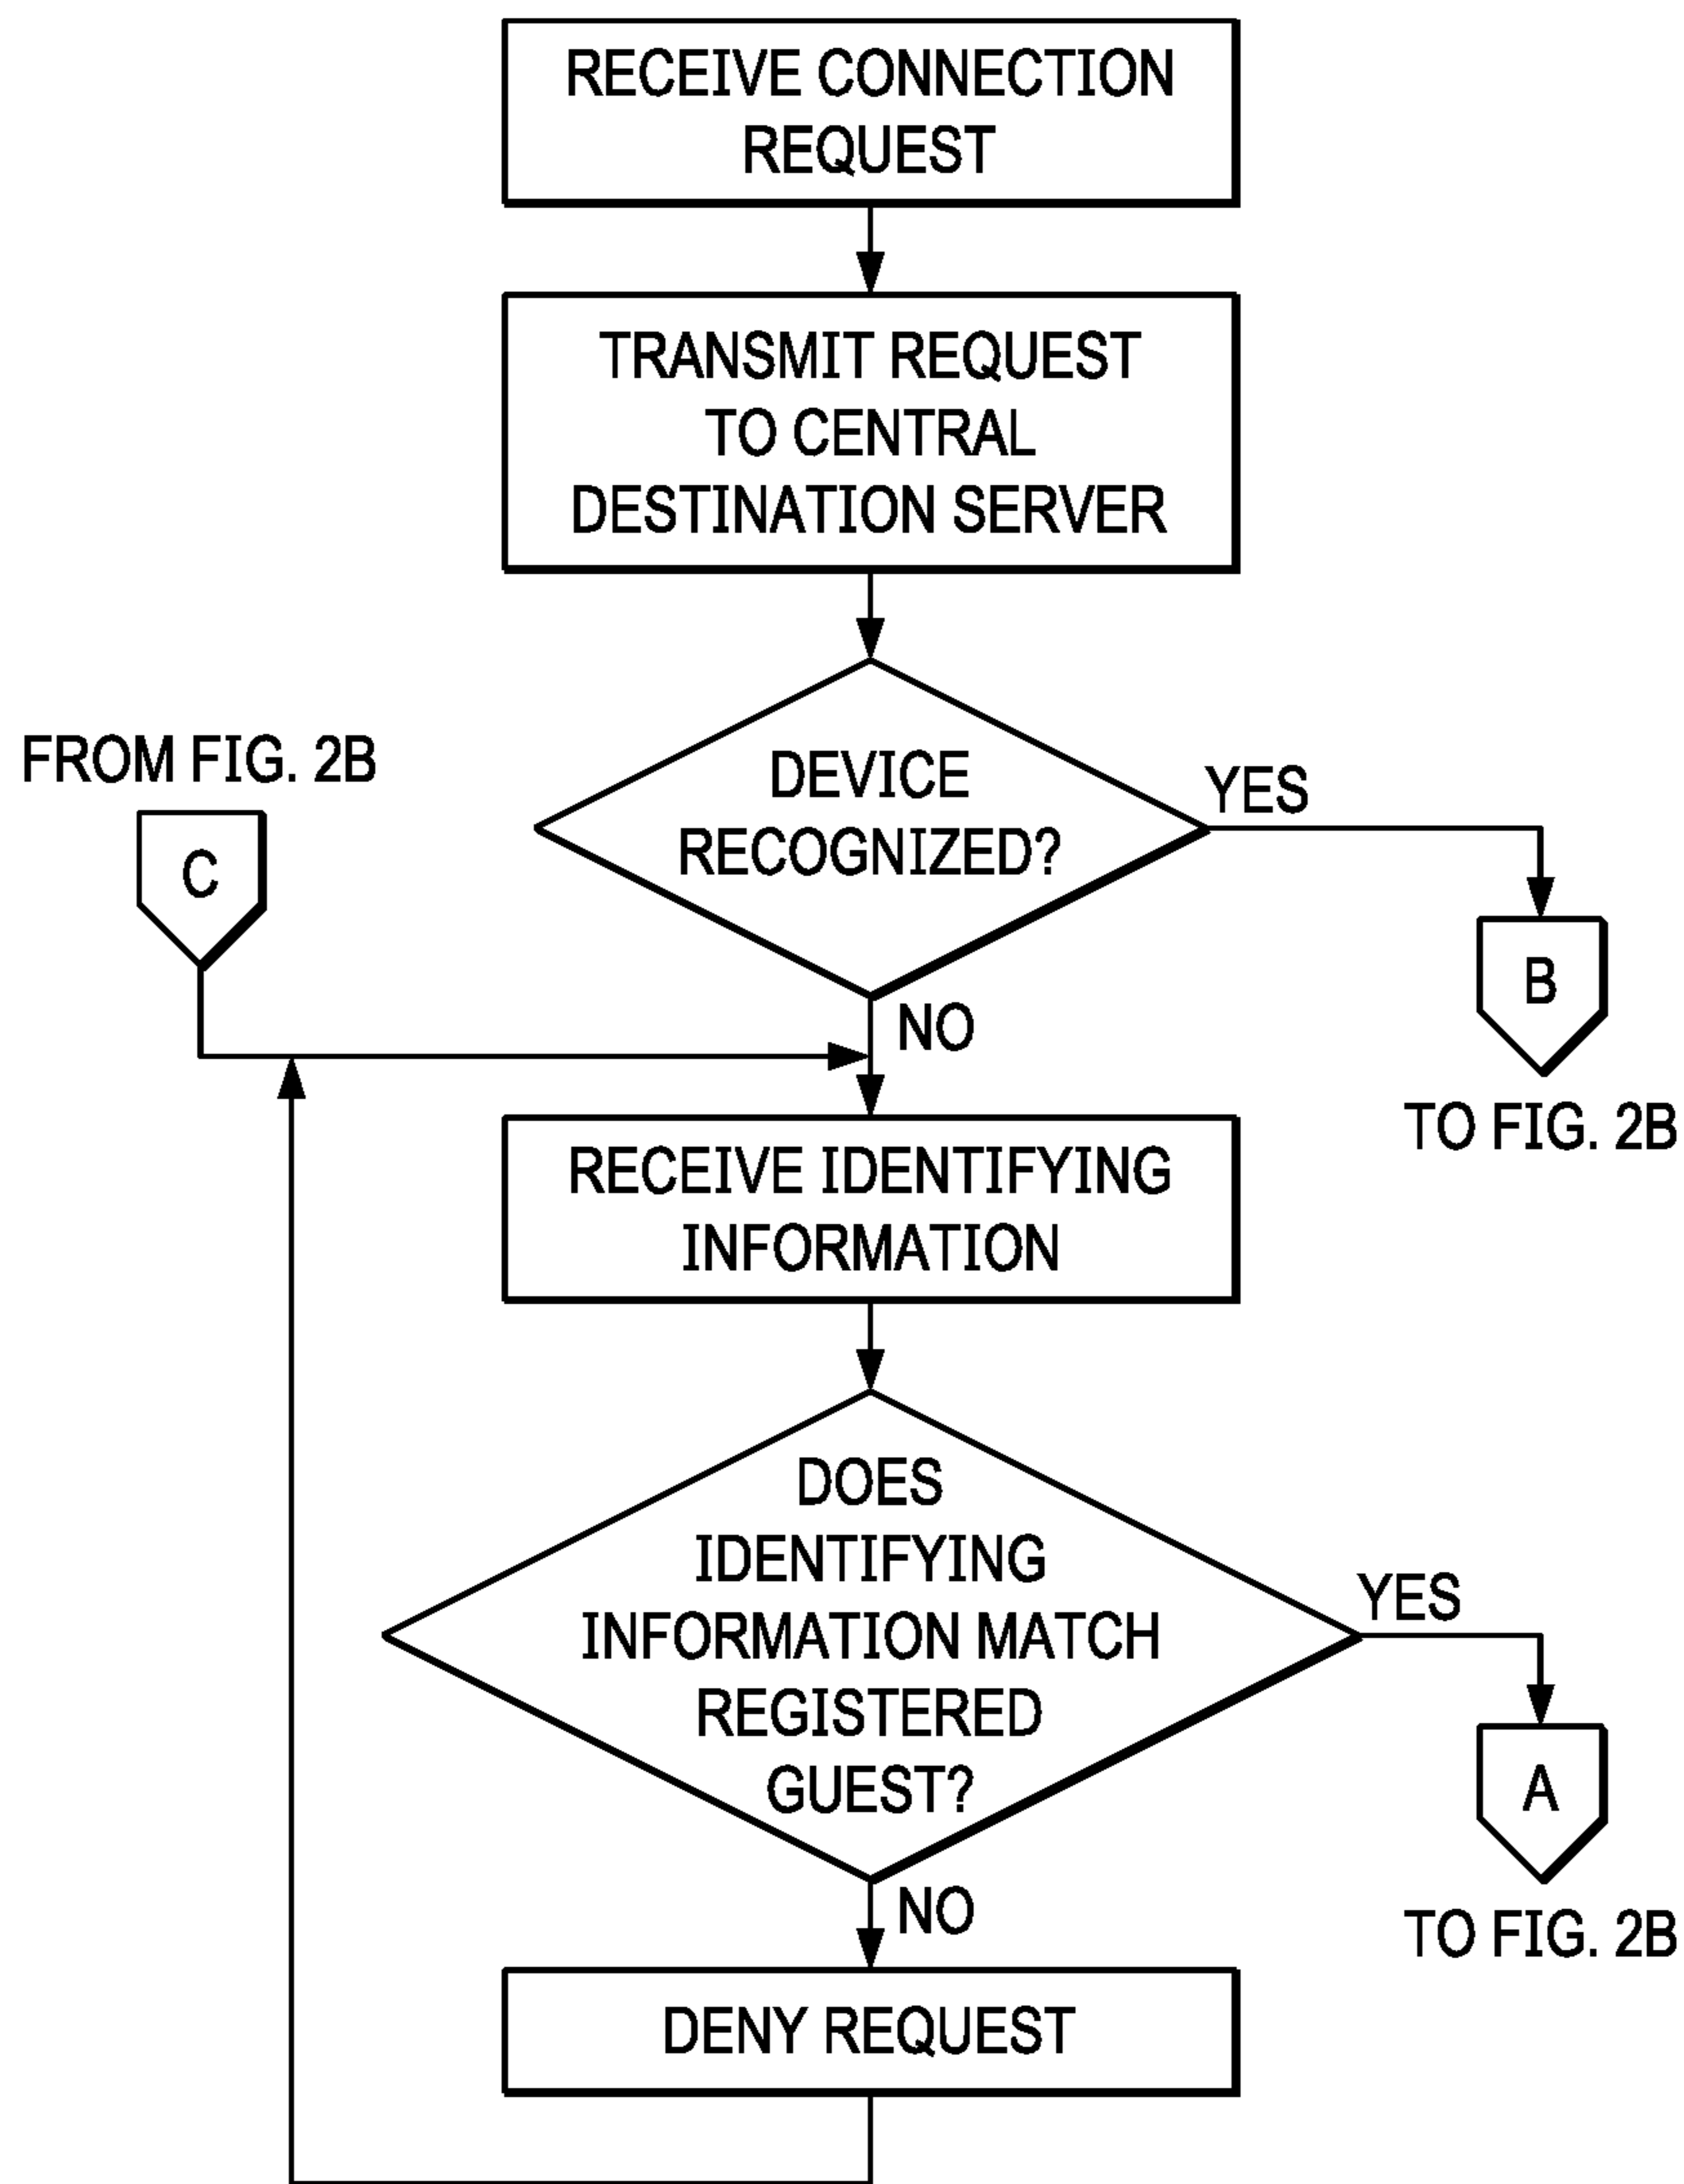 RECEIVE CONNECTION
REQUEST
TRANSMIT REQUEST
TO CENTRAL
DESTINATION SERVER
FROM FIG. 2B
C
DEVICE
RECOGNIZED?
YES
B
TO FIG. 2B
NO
RECEIVE IDENTIFYING
INFORMATION
DOES
IDENTIFYING
INFORMATION MATCH
REGISTERED
GUEST?
YES
A
TO FIG. 2B
NO
DENY REQUEST